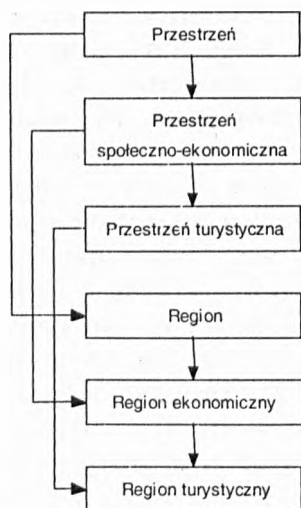 Przestrzeń
Przestrzeń
społeczno-ekonomiczna
Przestrzeń turystyczna
Region
Region ekonomiczny
Region turystyczny